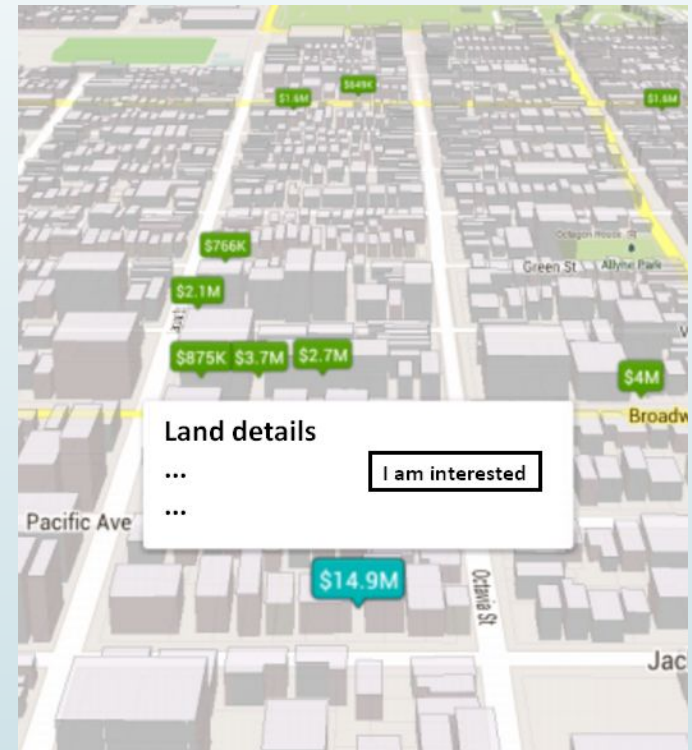 $649K
$1.6M
$1.6M
Octagon House
$766K
Green St
Allyne Park
$2.1M
$875K
$3.7M
$2.7M
$4M
Broadw
Land details
...
I am interested
...
Pacific Ave
$14.9M
Octavia St
Jac